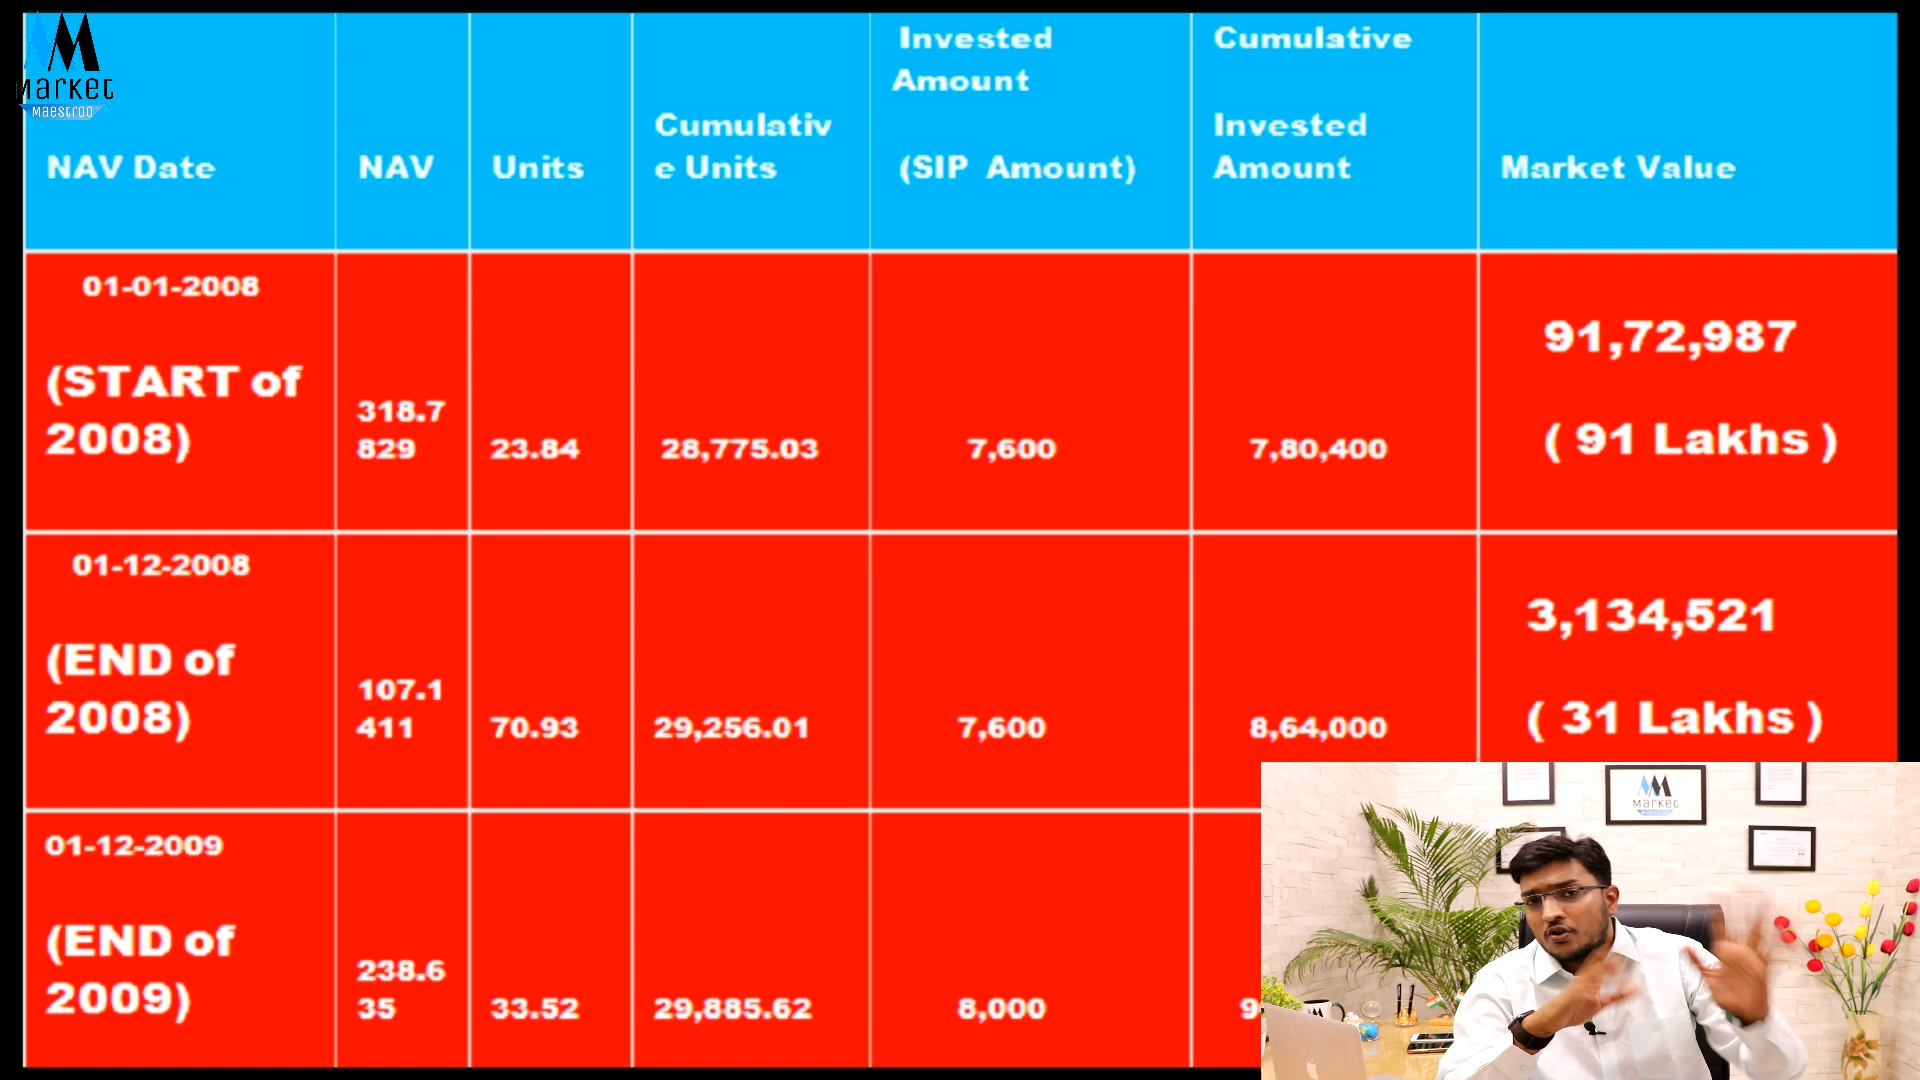 Market
Maestroo
NAV Date
NAV
Units
Cumulativ
e Units
Invested
Amount
(SIP Amount)
Cumulative
Invested
Amount
Market Value
01-01-2008
(START of
2008)
318.7
829
23.84
28,775.03
7,600
7,80,400
91,72,987
( 91 Lakhs )
01-12-2008
(END of
2008)
107.1
411
70.93
29,256.01
7,600
8,64,000
3,134,521
( 31 Lakhs )
01-12-2009
(END of
2009)
238.6
35
33.52
29,885.62
8,000
9
Market